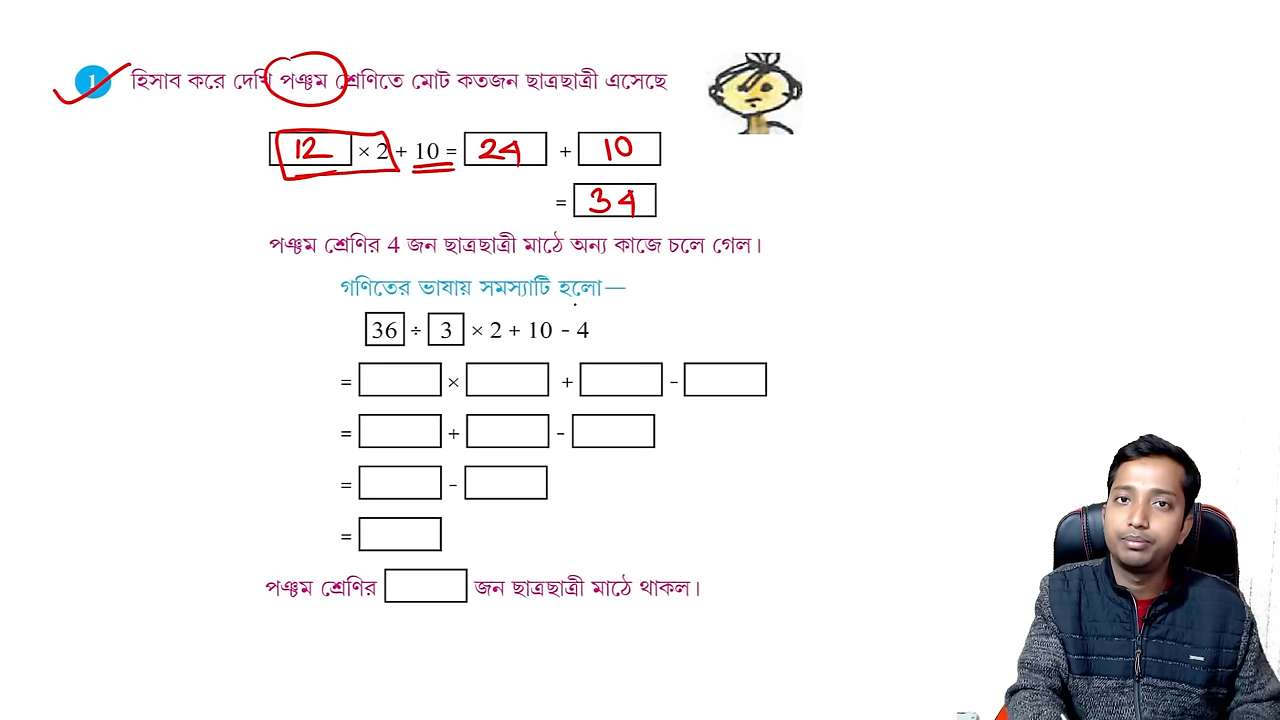 1 হিসাব করে দেখি পঞ্চম শ্রেণিতে মোট কতজন ছাত্রছাত্রী এসেছে
12 × 2 + 10 = 24 + 10
= 34
পঞ্চম শ্রেণির 4 জন ছাত্রছাত্রী মাঠে অন্য কাজে চলে গেল।
গণিতের ভাষায় সমস্যাটি হলো—
36 ÷ 3 × 2 + 10 - 4
= × + -
= + -
= -
=
পঞ্চম শ্রেণির জন ছাত্রছাত্রী মাঠে থাকল।